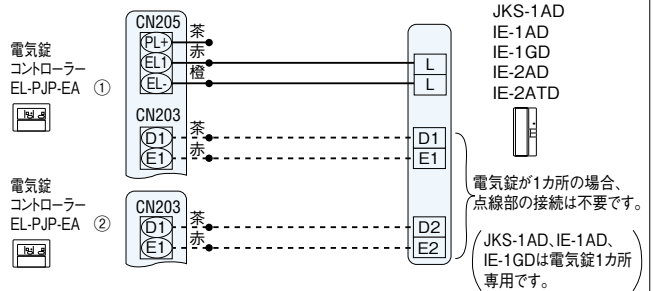 電気錠
コントローラー
EL-PJP-EA ①
CN205
PL+
茶
EL1
赤
EL-
橙
L
L
CN203
D1
茶
E1
赤
D1
E1
電気錠
コントローラー
EL-PJP-EA ②
CN203
D1
茶
E1
赤
D2
E2
JKS-1AD
IE-1AD
IE-1GD
IE-2AD
IE-2ATD
電気錠が1カ所の場合、
点線部の接続は不要です。
JKS-1AD、IE-1AD、
IE-1GDは電気錠1カ所
専用です。